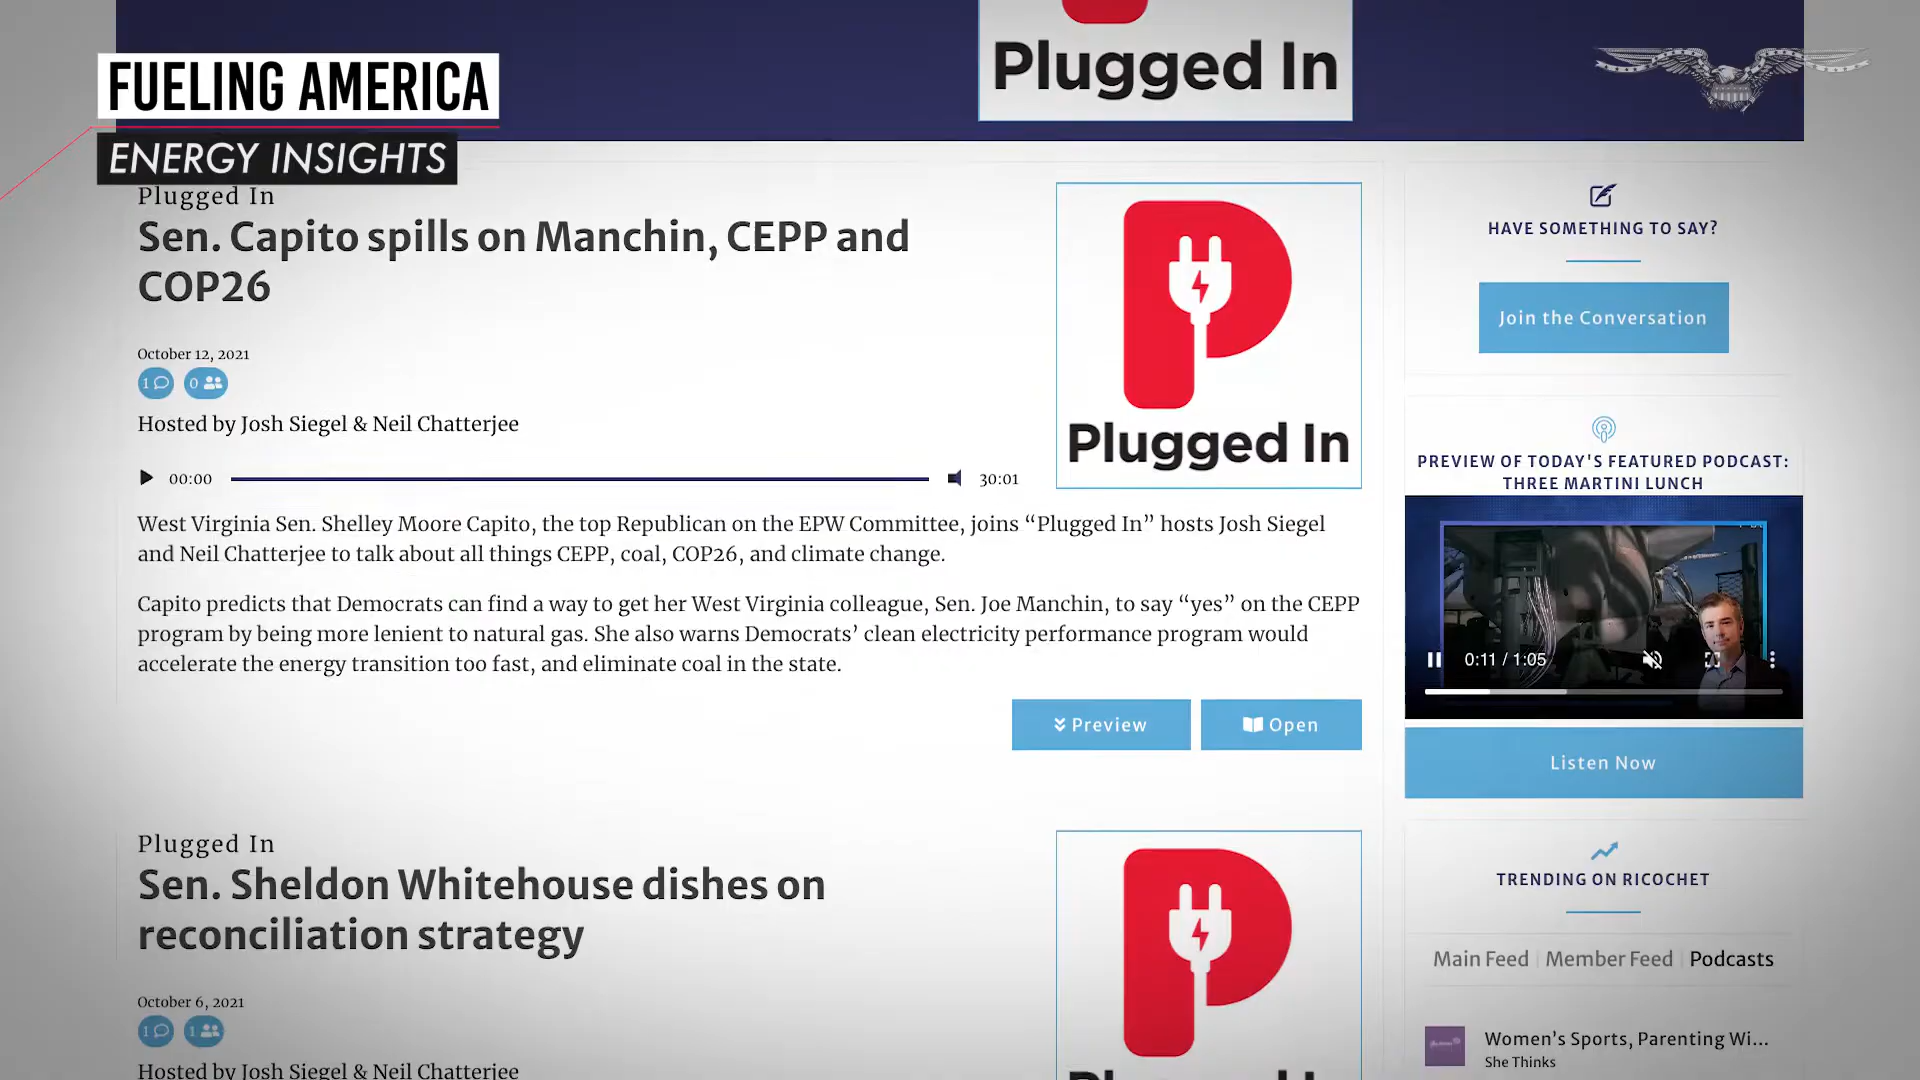 Plugged In
FUELING AMERICA
ENERGY INSIGHTS
Plugged In
Sen. Capito spills on Manchin, CEPP and
COP26
October 12, 2021
1
0
Hosted by Josh Siegel & Neil Chatterjee
00:00
30:01
Plugged In
West Virginia Sen. Shelley Moore Capito, the top Republican on the EPW Committee, joins “Plugged In” hosts Josh Siegel
and Neil Chatterjee to talk about all things CEPP, coal, COP26, and climate change.
Capito predicts that Democrats can find a way to get her West Virginia colleague, Sen. Joe Manchin, to say “yes” on the CEPP
program by being more lenient to natural gas. She also warns Democrats’ clean electricity performance program would
accelerate the energy transition too fast, and eliminate coal in the state.
Preview
Open
Plugged In
Sen. Sheldon Whitehouse dishes on
reconciliation strategy
October 6, 2021
1
1
Hosted by Josh Siegel & Neil Chatterjee
HAVE SOMETHING TO SAY?
Join the Conversation
PREVIEW OF TODAY'S FEATURED PODCAST:
THREE MARTINI LUNCH
0:11 / 1:05
Listen Now
TRENDING ON RICOCHET
Main Feed
Member Feed
Podcasts
Women’s Sports, Parenting Wi...
She Thinks